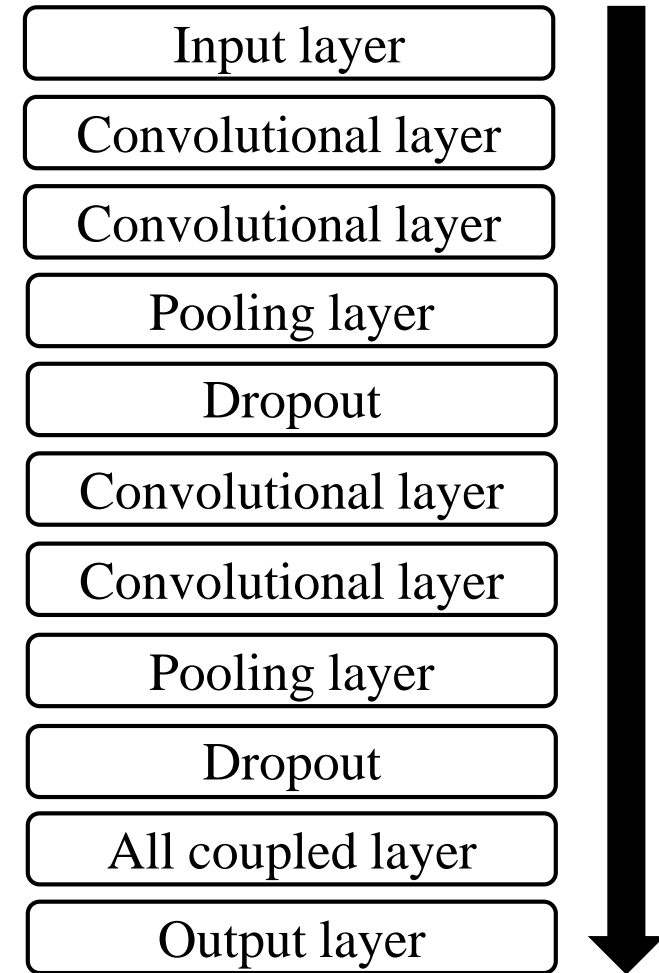 Input layer
Convolutional layer
Convolutional layer
Pooling layer
Dropout
Convolutional layer
Convolutional layer
Pooling layer
Dropout
All coupled layer
Output layer